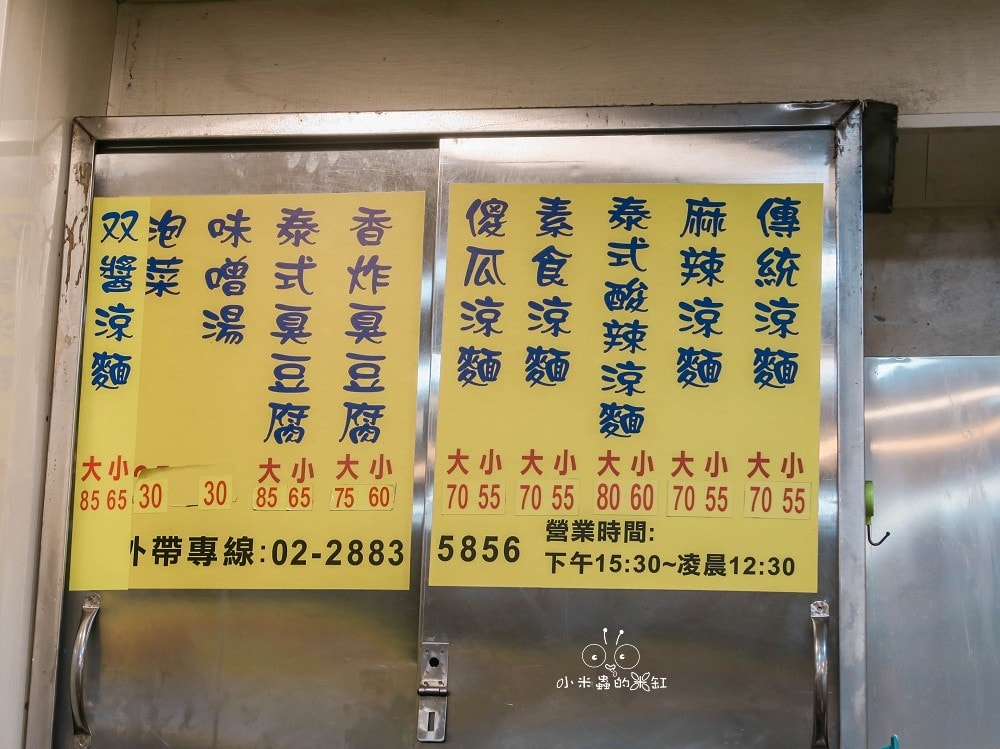 傳統涼麵
大 小
70 55
麻辣涼麵
大 小
70 55
泰式酸辣涼麵
大 小
80 60
素食涼麵
大 小
70 55
傻瓜涼麵
大 小
70 55
香炸臭豆腐
大 小
75 60
泰式臭豆腐
大 小
85 65
味噌湯
30
泡菜
30
双醬涼麵
大 小
85 65
外帶專線:02-2883 5856
營業時間:
下午15:30~凌晨12:30
小米蟲的米缸